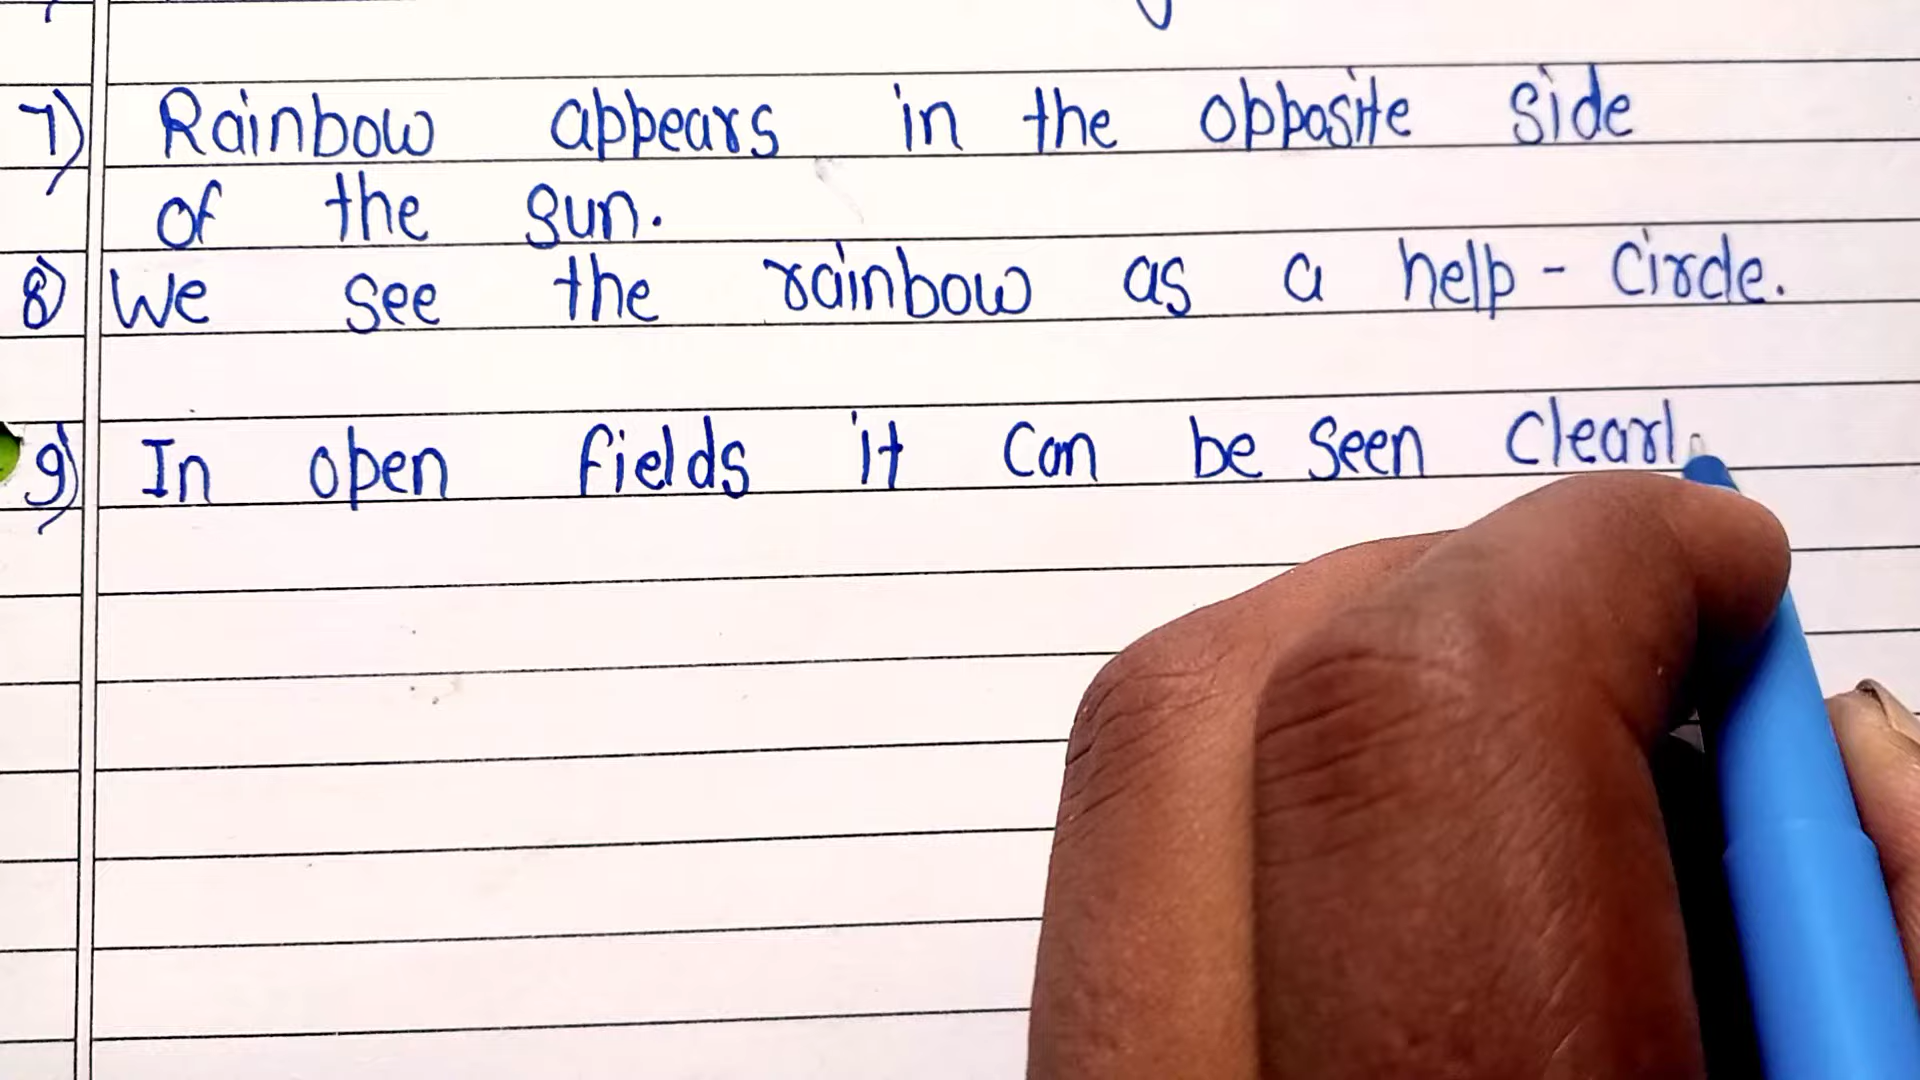 7) Rainbow appears in the opposite side
of the sun.
8) We see the rainbow as a help - Circle.
9) In open fields it can be seen Clearl